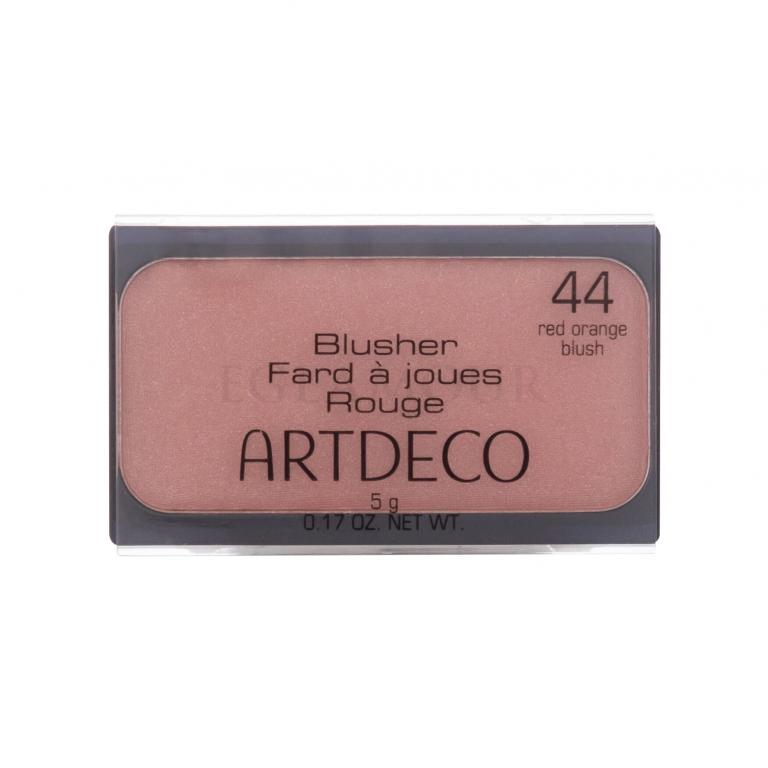 44
red orange
blush
Blusher
Fard à joues
Rouge
ARTDECO
5 g
0.17 OZ. NET WT.